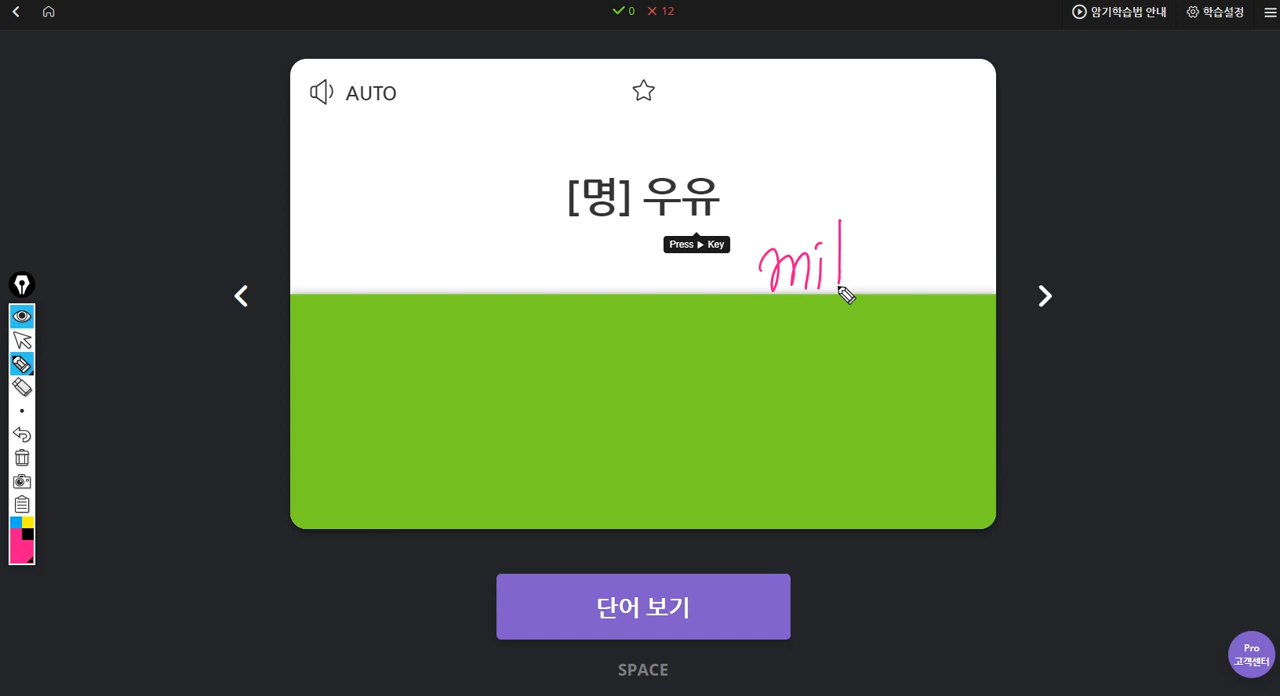 0 12 암기학습법 안내 학습설정
AUTO
[명] 우유
Press ▶ Key
mil
단어 보기
SPACE
Pro
고객센터